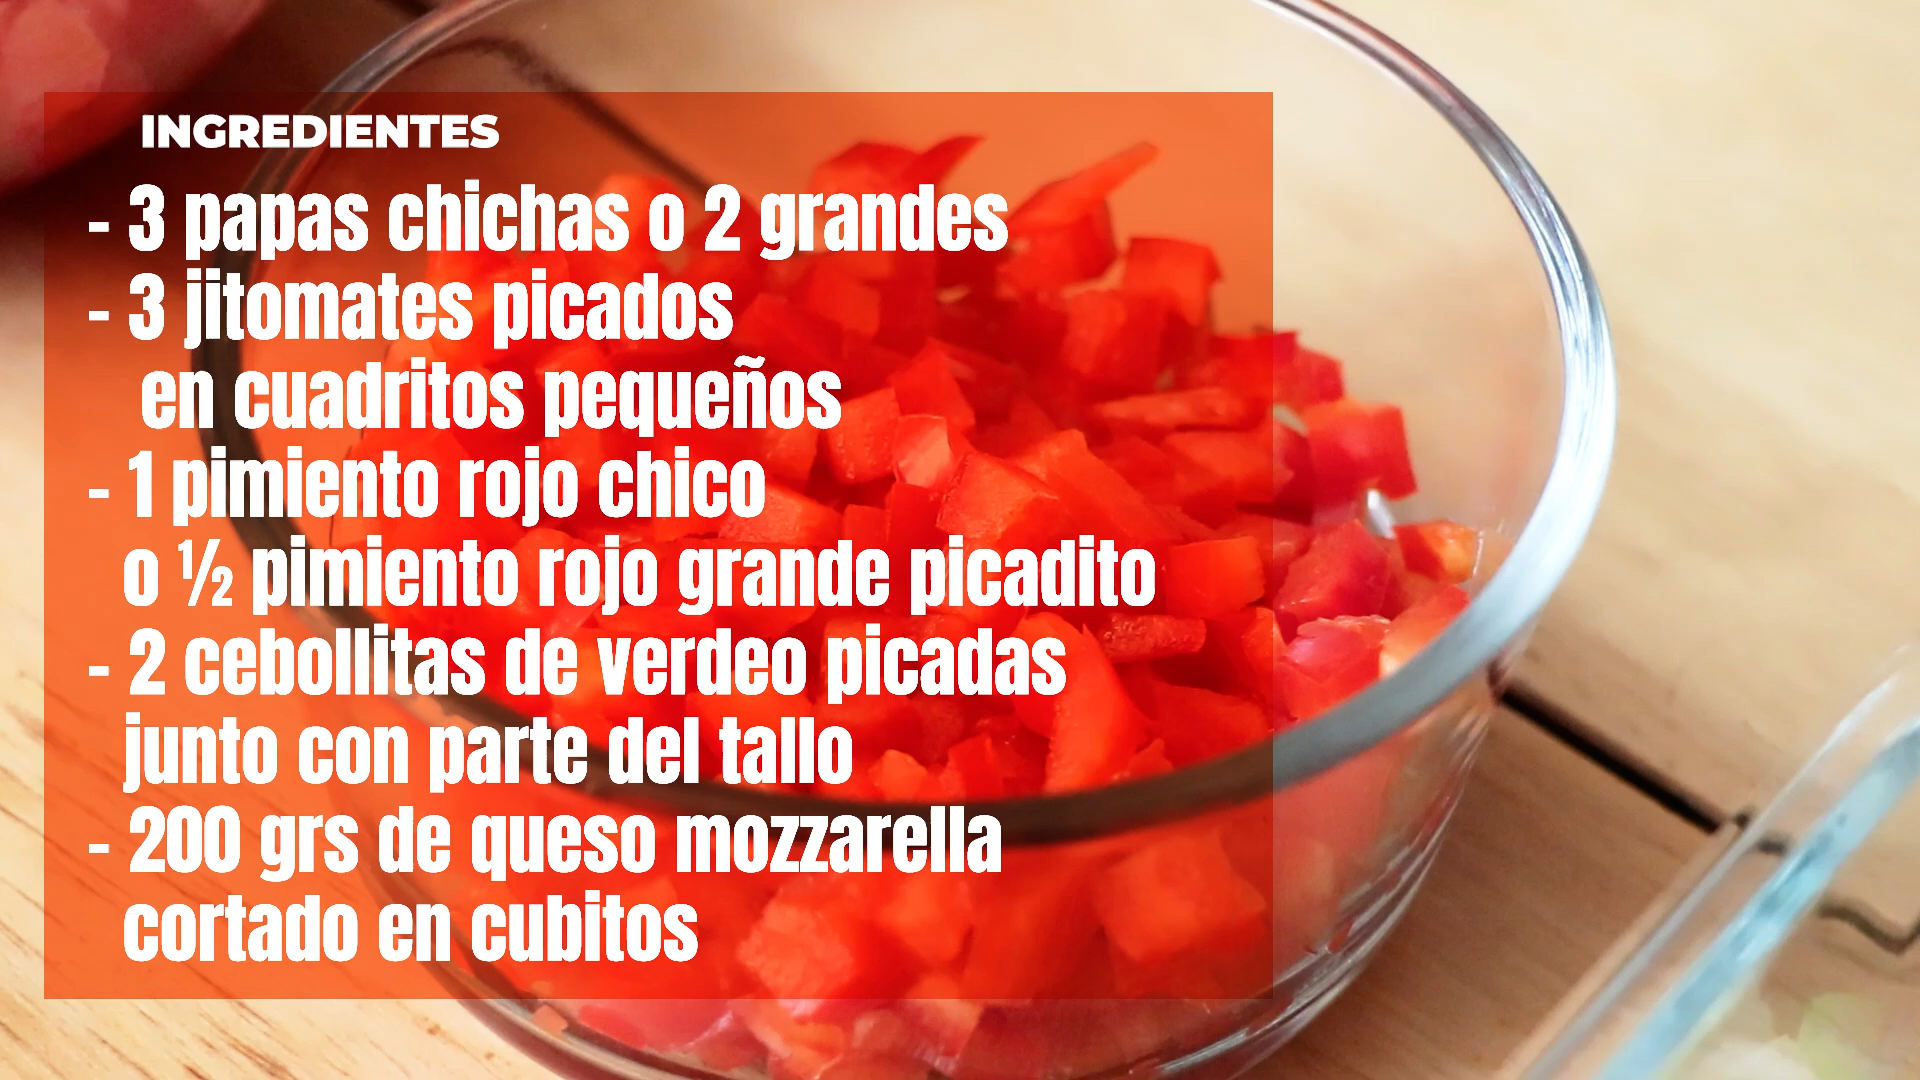 INGREDIENTES
- 3 papas chichas o 2 grandes
- 3 jitomates picados
en cuadritos pequeños
- 1 pimiento rojo chico
o ½ pimiento rojo grande picadito
- 2 cebollitas de verdeo picadas
junto con parte del tallo
- 200 grs de queso mozzarella
cortado en cubitos